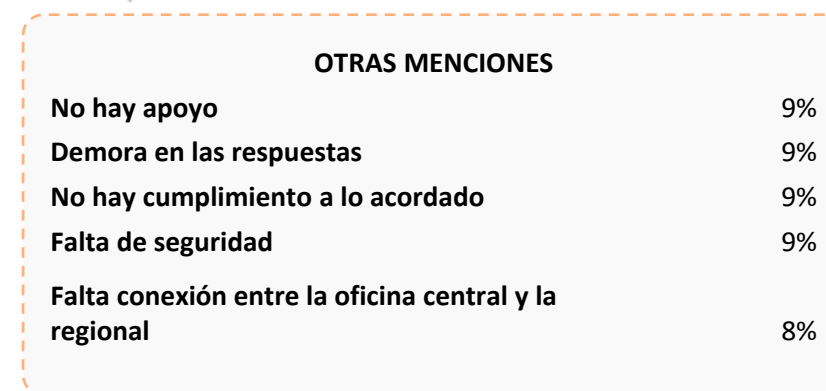 OTRAS MENCIONES
No hay apoyo 9%
Demora en las respuestas 9%
No hay cumplimiento a lo acordado 9%
Falta de seguridad 9%
Falta conexión entre la oficina central y la
regional 8%